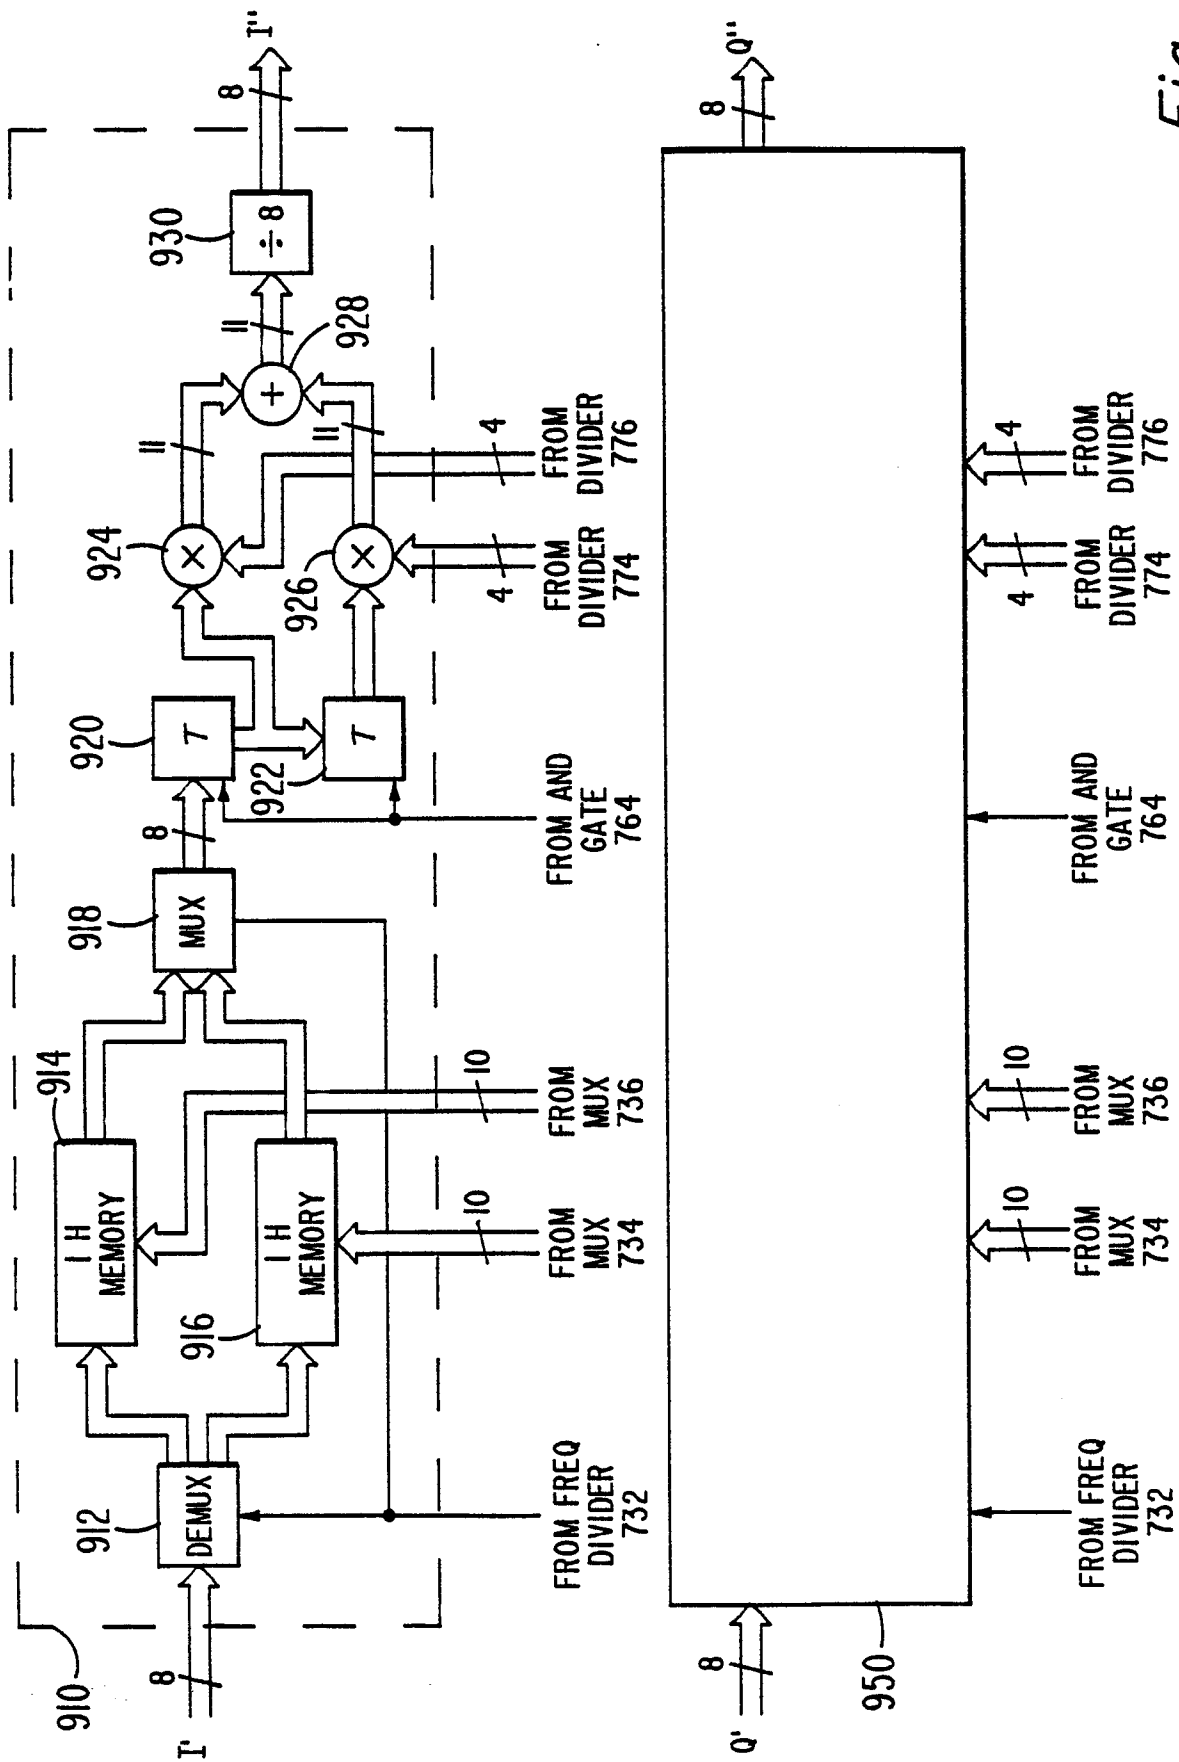 910
I'
8
912
DEMUX
914
1 H
MEMORY
916
1 H
MEMORY
918
MUX
8
920
T
922
T
924
×
926
×
11
11
+
928
11
930
÷ 8
8
I"
FROM FREQ
DIVIDER
732
10
FROM
MUX
734
10
FROM
MUX
736
FROM AND
GATE
764
4
FROM
DIVIDER
774
4
FROM
DIVIDER
776
Q'
8
950
8
Q"
FROM FREQ
DIVIDER
732
10
FROM
MUX
734
10
FROM
MUX
736
FROM AND
GATE
764
4
FROM
DIVIDER
774
4
FROM
DIVIDER
776
Fig